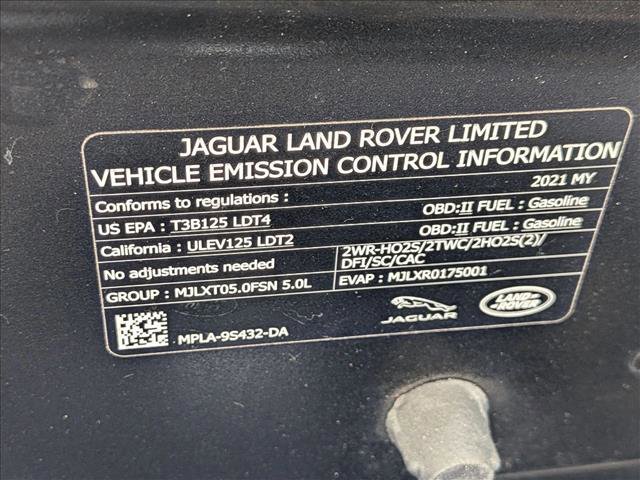 JAGUAR LAND ROVER LIMITED
VEHICLE EMISSION CONTROL INFORMATION
Conforms to regulations : 2021 MY
US EPA : T3B125 LDT4 OBD:II FUEL : Gasoline
California : ULEV125 LDT2 OBD:II FUEL : Gasoline
No adjustments needed 2WR-HO2S/2TWC/2HO2S(2)/
DFI/SC/CAC
GROUP : MJLXT05.0FSN 5.0L EVAP : MJLXR0175001
MPLA-9S432-DA JAGUAR LAND-ROVER